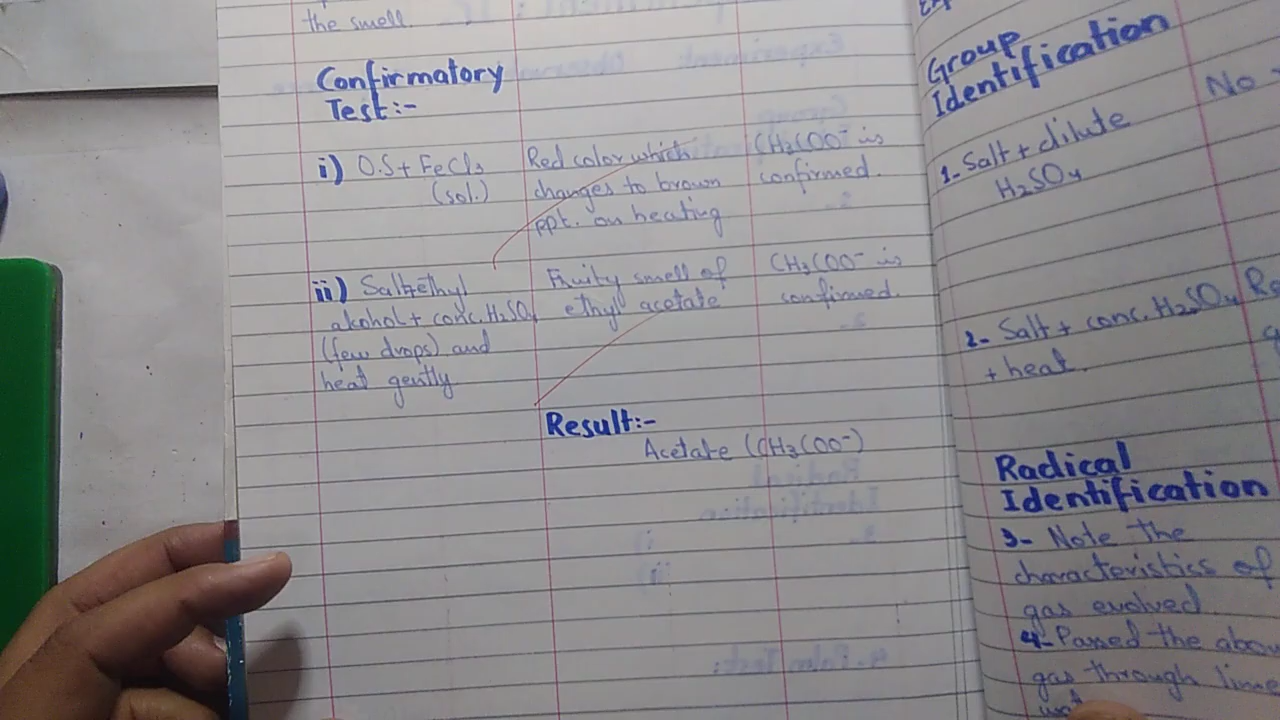 the smell.
Confirmatory
Test:-
i) O.S + FeCl3
(sol.)
Red color which
changes to brown
ppt. on heating
CH3COO- is
confirmed.
ii) Salt+ethyl
alcohol + conc. H2SO4
(few drops) and
heat gently
Fruity smell of
ethyl acetate
CH3COO- is
confirmed.
Result:-
Acetate (CH3COO-)
Group
Identification
1- Salt + dilute
H2SO4
No
2- Salt + conc. H2SO4
+ heat.
Radical
Identification
3- Note the
characteristics of
gas evolved
4- Passed the
gas through lime